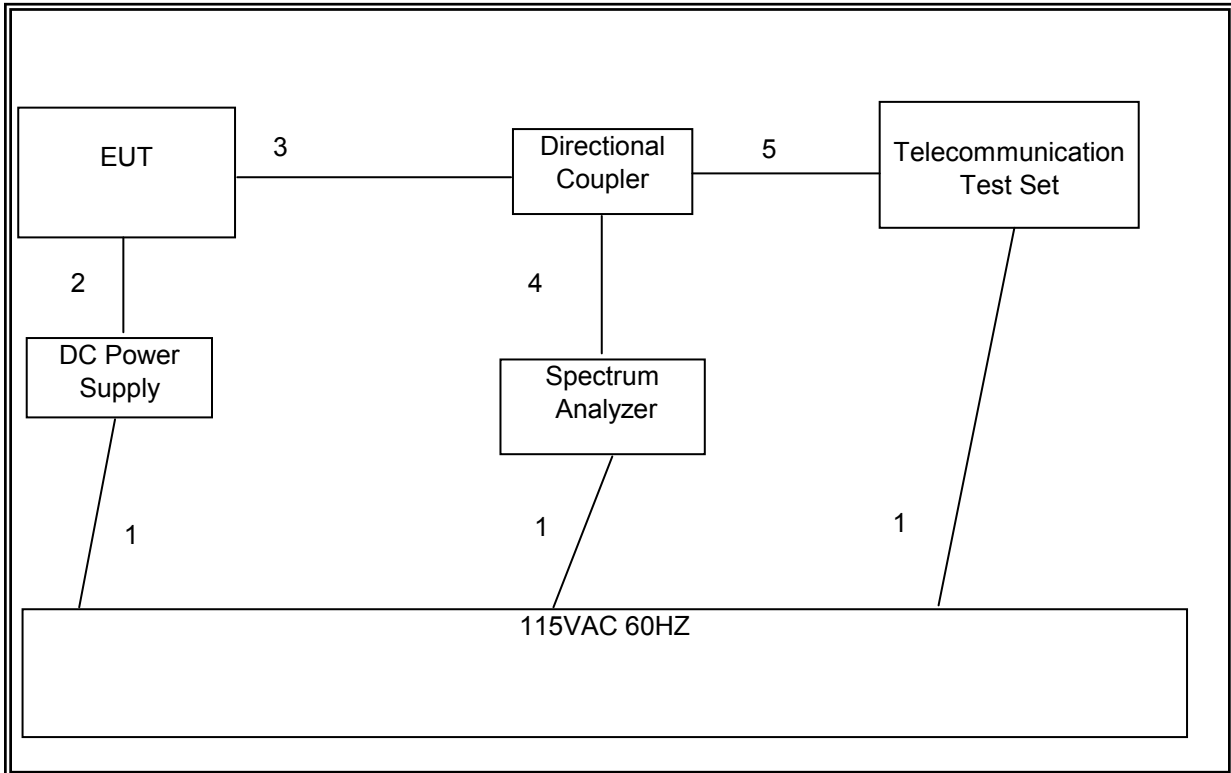 EUT
3
Directional
Coupler
5
Telecommunication
Test Set
2
4
DC Power
Supply
Spectrum
Analyzer
1
1
1
115VAC 60HZ